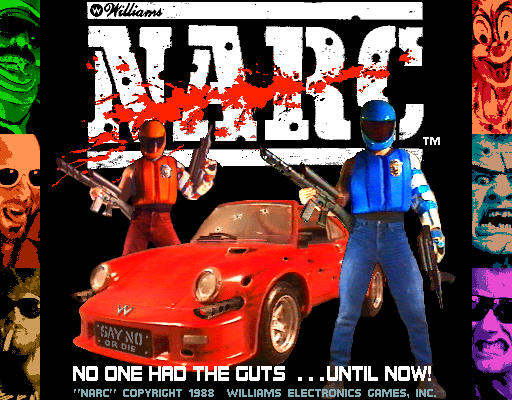 Williams
NARC
TM
SAY NO
OR DIE
NO ONE HAD THE GUTS ...UNTIL NOW!
"NARC" COPYRIGHT 1988 WILLIAMS ELECTRONICS GAMES, INC.